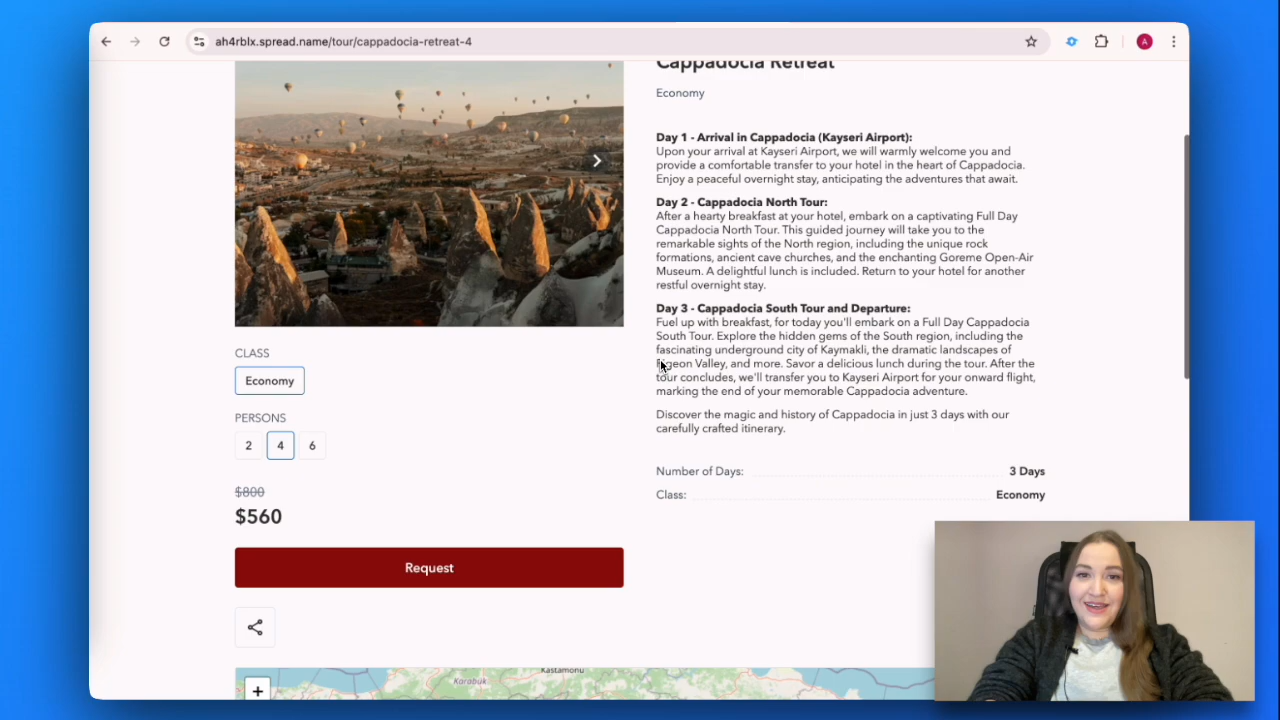 ah4rblx.spread.name/tour/cappadocia-retreat-4
A
Cappadocia Retreat
Economy
Day 1 - Arrival in Cappadocia (Kayseri Airport):
Upon your arrival at Kayseri Airport, we will warmly welcome you and
provide a comfortable transfer to your hotel in the heart of Cappadocia.
Enjoy a peaceful overnight stay, anticipating the adventures that await.
Day 2 - Cappadocia North Tour:
After a hearty breakfast at your hotel, embark on a captivating Full Day
Cappadocia North Tour. This guided journey will take you to the
remarkable sights of the North region, including the unique rock
formations, ancient cave churches, and the enchanting Goreme Open-Air
Museum. A delightful lunch is included. Return to your hotel for another
restful overnight stay.
Day 3 - Cappadocia South Tour and Departure:
Fuel up with breakfast, for today you'll embark on a Full Day Cappadocia
South Tour. Explore the hidden gems of the South region, including the
fascinating underground city of Kaymakli, the dramatic landscapes of
Pigeon Valley, and more. Savor a delicious lunch during the tour. After the
tour concludes, we'll transfer you to Kayseri Airport for your onward flight,
marking the end of your memorable Cappadocia adventure.
Discover the magic and history of Cappadocia in just 3 days with our
carefully crafted itinerary.
Number of Days: 3 Days
Class: Economy
CLASS
Economy
PERSONS
2 4 6
$800
$560
Request
+
Kastamonu
Karabük